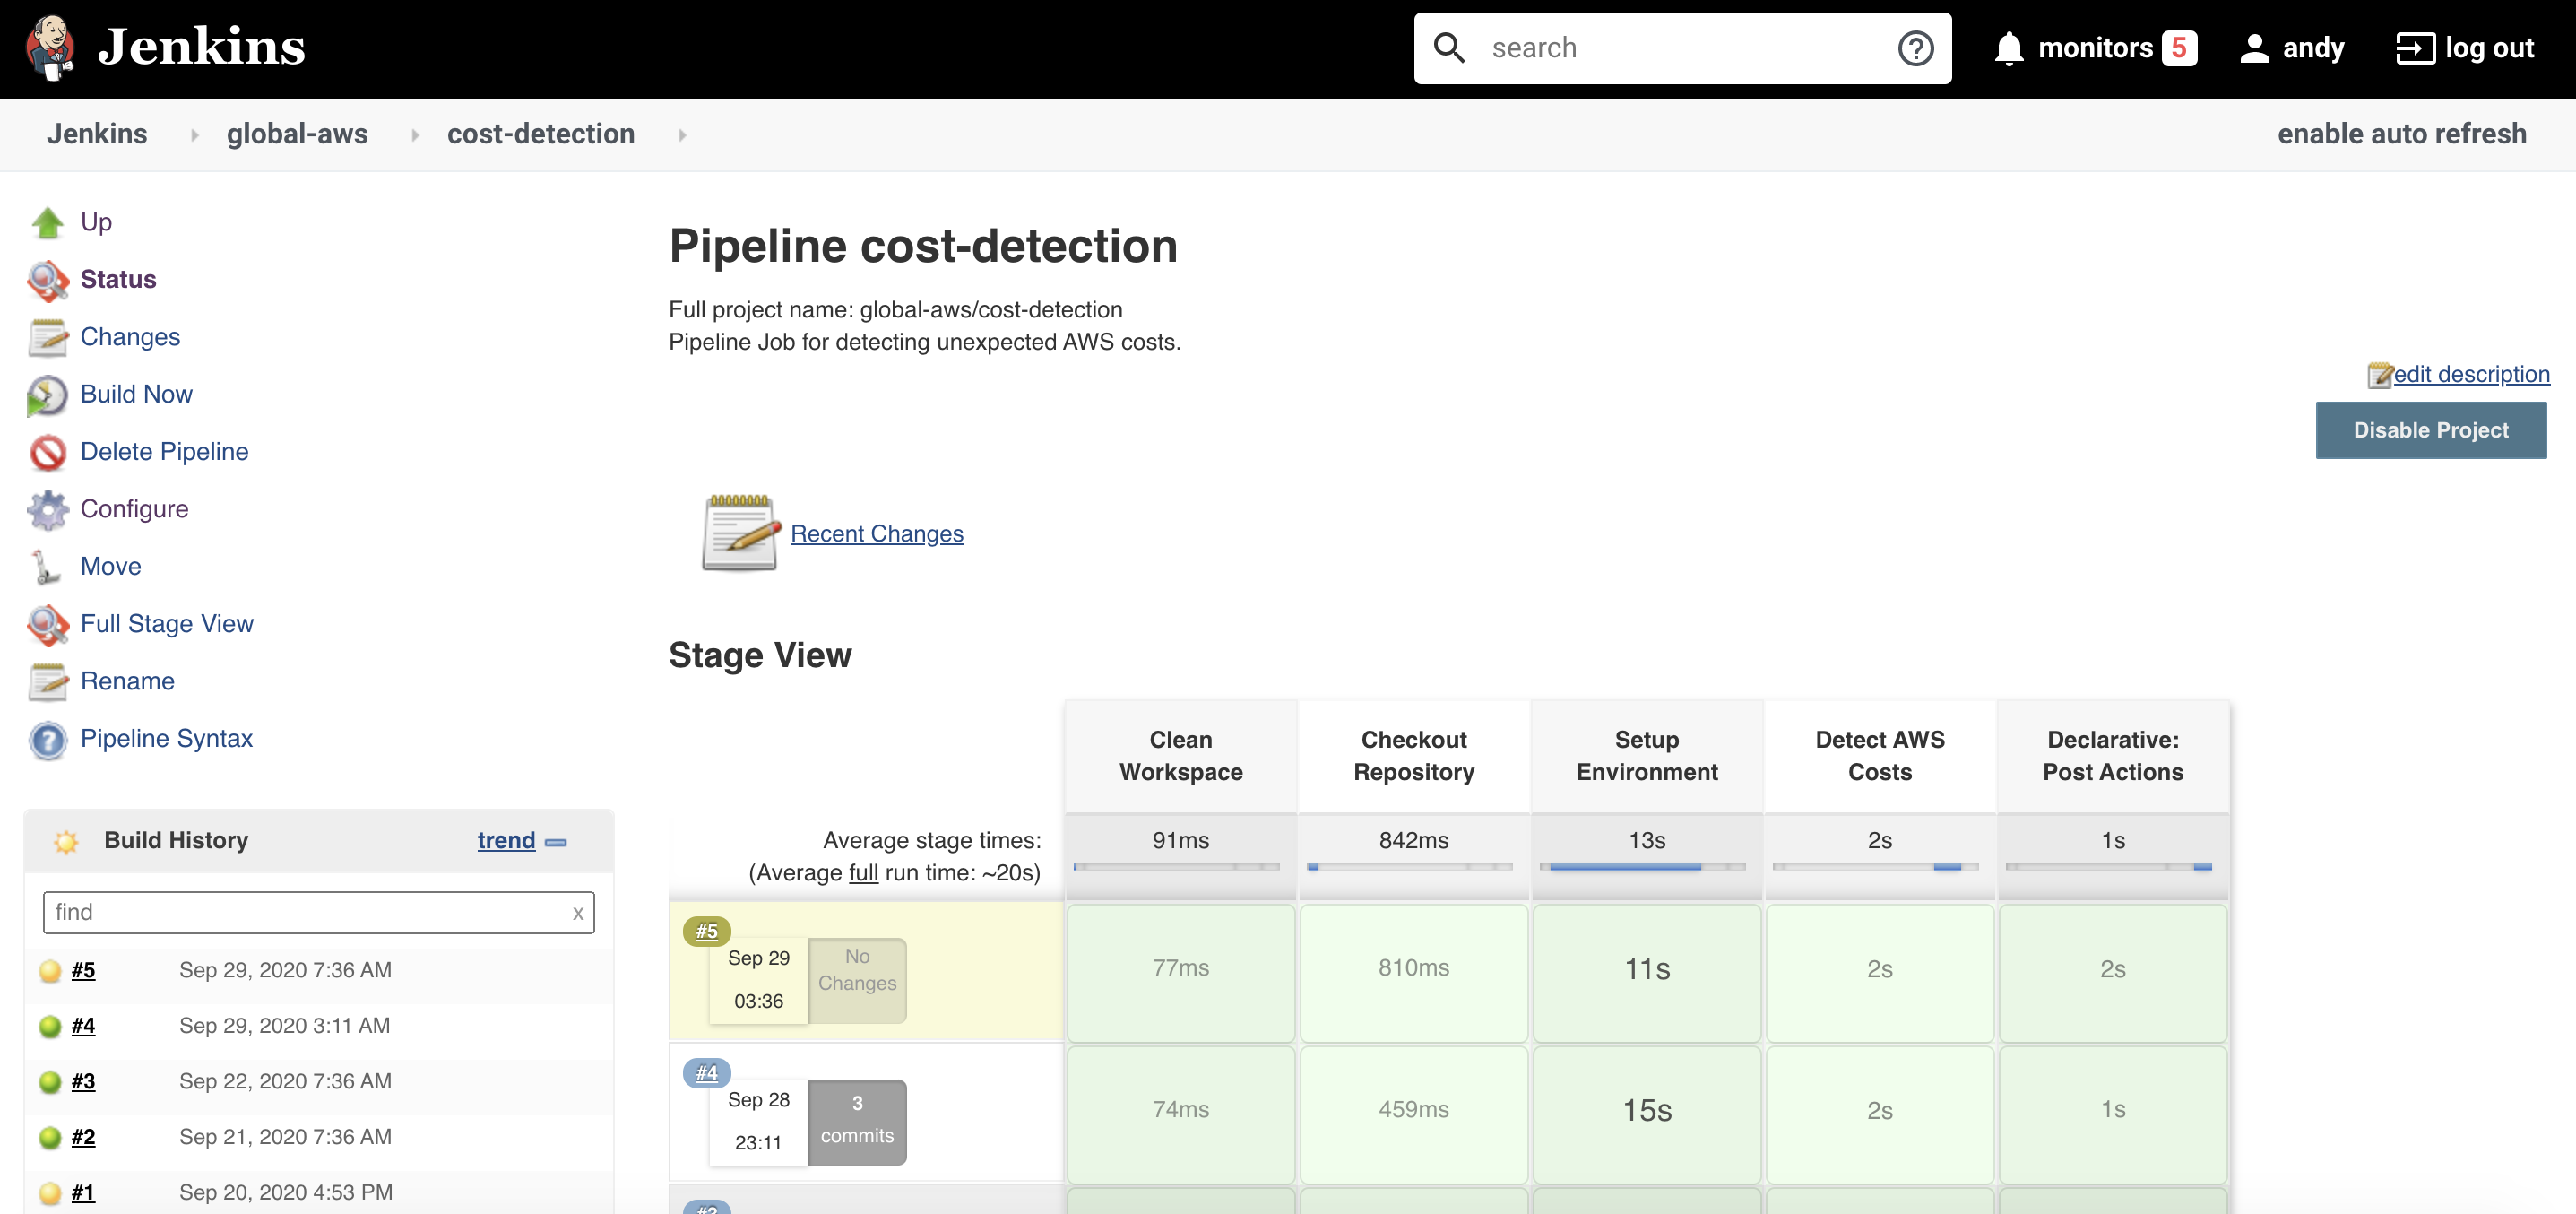 Jenkins
search
monitors 5
andy
log out
Jenkins
global-aws
cost-detection
enable auto refresh
Up
Status
Changes
Build Now
Delete Pipeline
Configure
Move
Full Stage View
Rename
Pipeline Syntax
Build History
trend
find
x
#5 Sep 29, 2020 7:36 AM
#4 Sep 29, 2020 3:11 AM
#3 Sep 22, 2020 7:36 AM
#2 Sep 21, 2020 7:36 AM
#1 Sep 20, 2020 4:53 PM
Pipeline cost-detection
Full project name: global-aws/cost-detection
Pipeline Job for detecting unexpected AWS costs.
edit description
Disable Project
Recent Changes
Stage View
Clean
Workspace
Checkout
Repository
Setup
Environment
Detect AWS
Costs
Declarative:
Post Actions
Average stage times:
(Average full run time: ~20s)
91ms
842ms
13s
2s
1s
#5
Sep 29
03:36
No
Changes
77ms
810ms
11s
2s
2s
#4
Sep 28
23:11
3
commits
74ms
459ms
15s
2s
1s